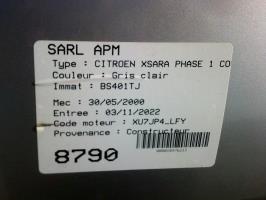 SARL APM
Type : CITROEN XSARA PHASE 1 CO
Couleur : Gris clair
Immat : BS401TJ
Mec : 30/05/2000
Entree : 03/11/2022
Code moteur : XU7JP4_LFY
Provenance : Constructeur
8790